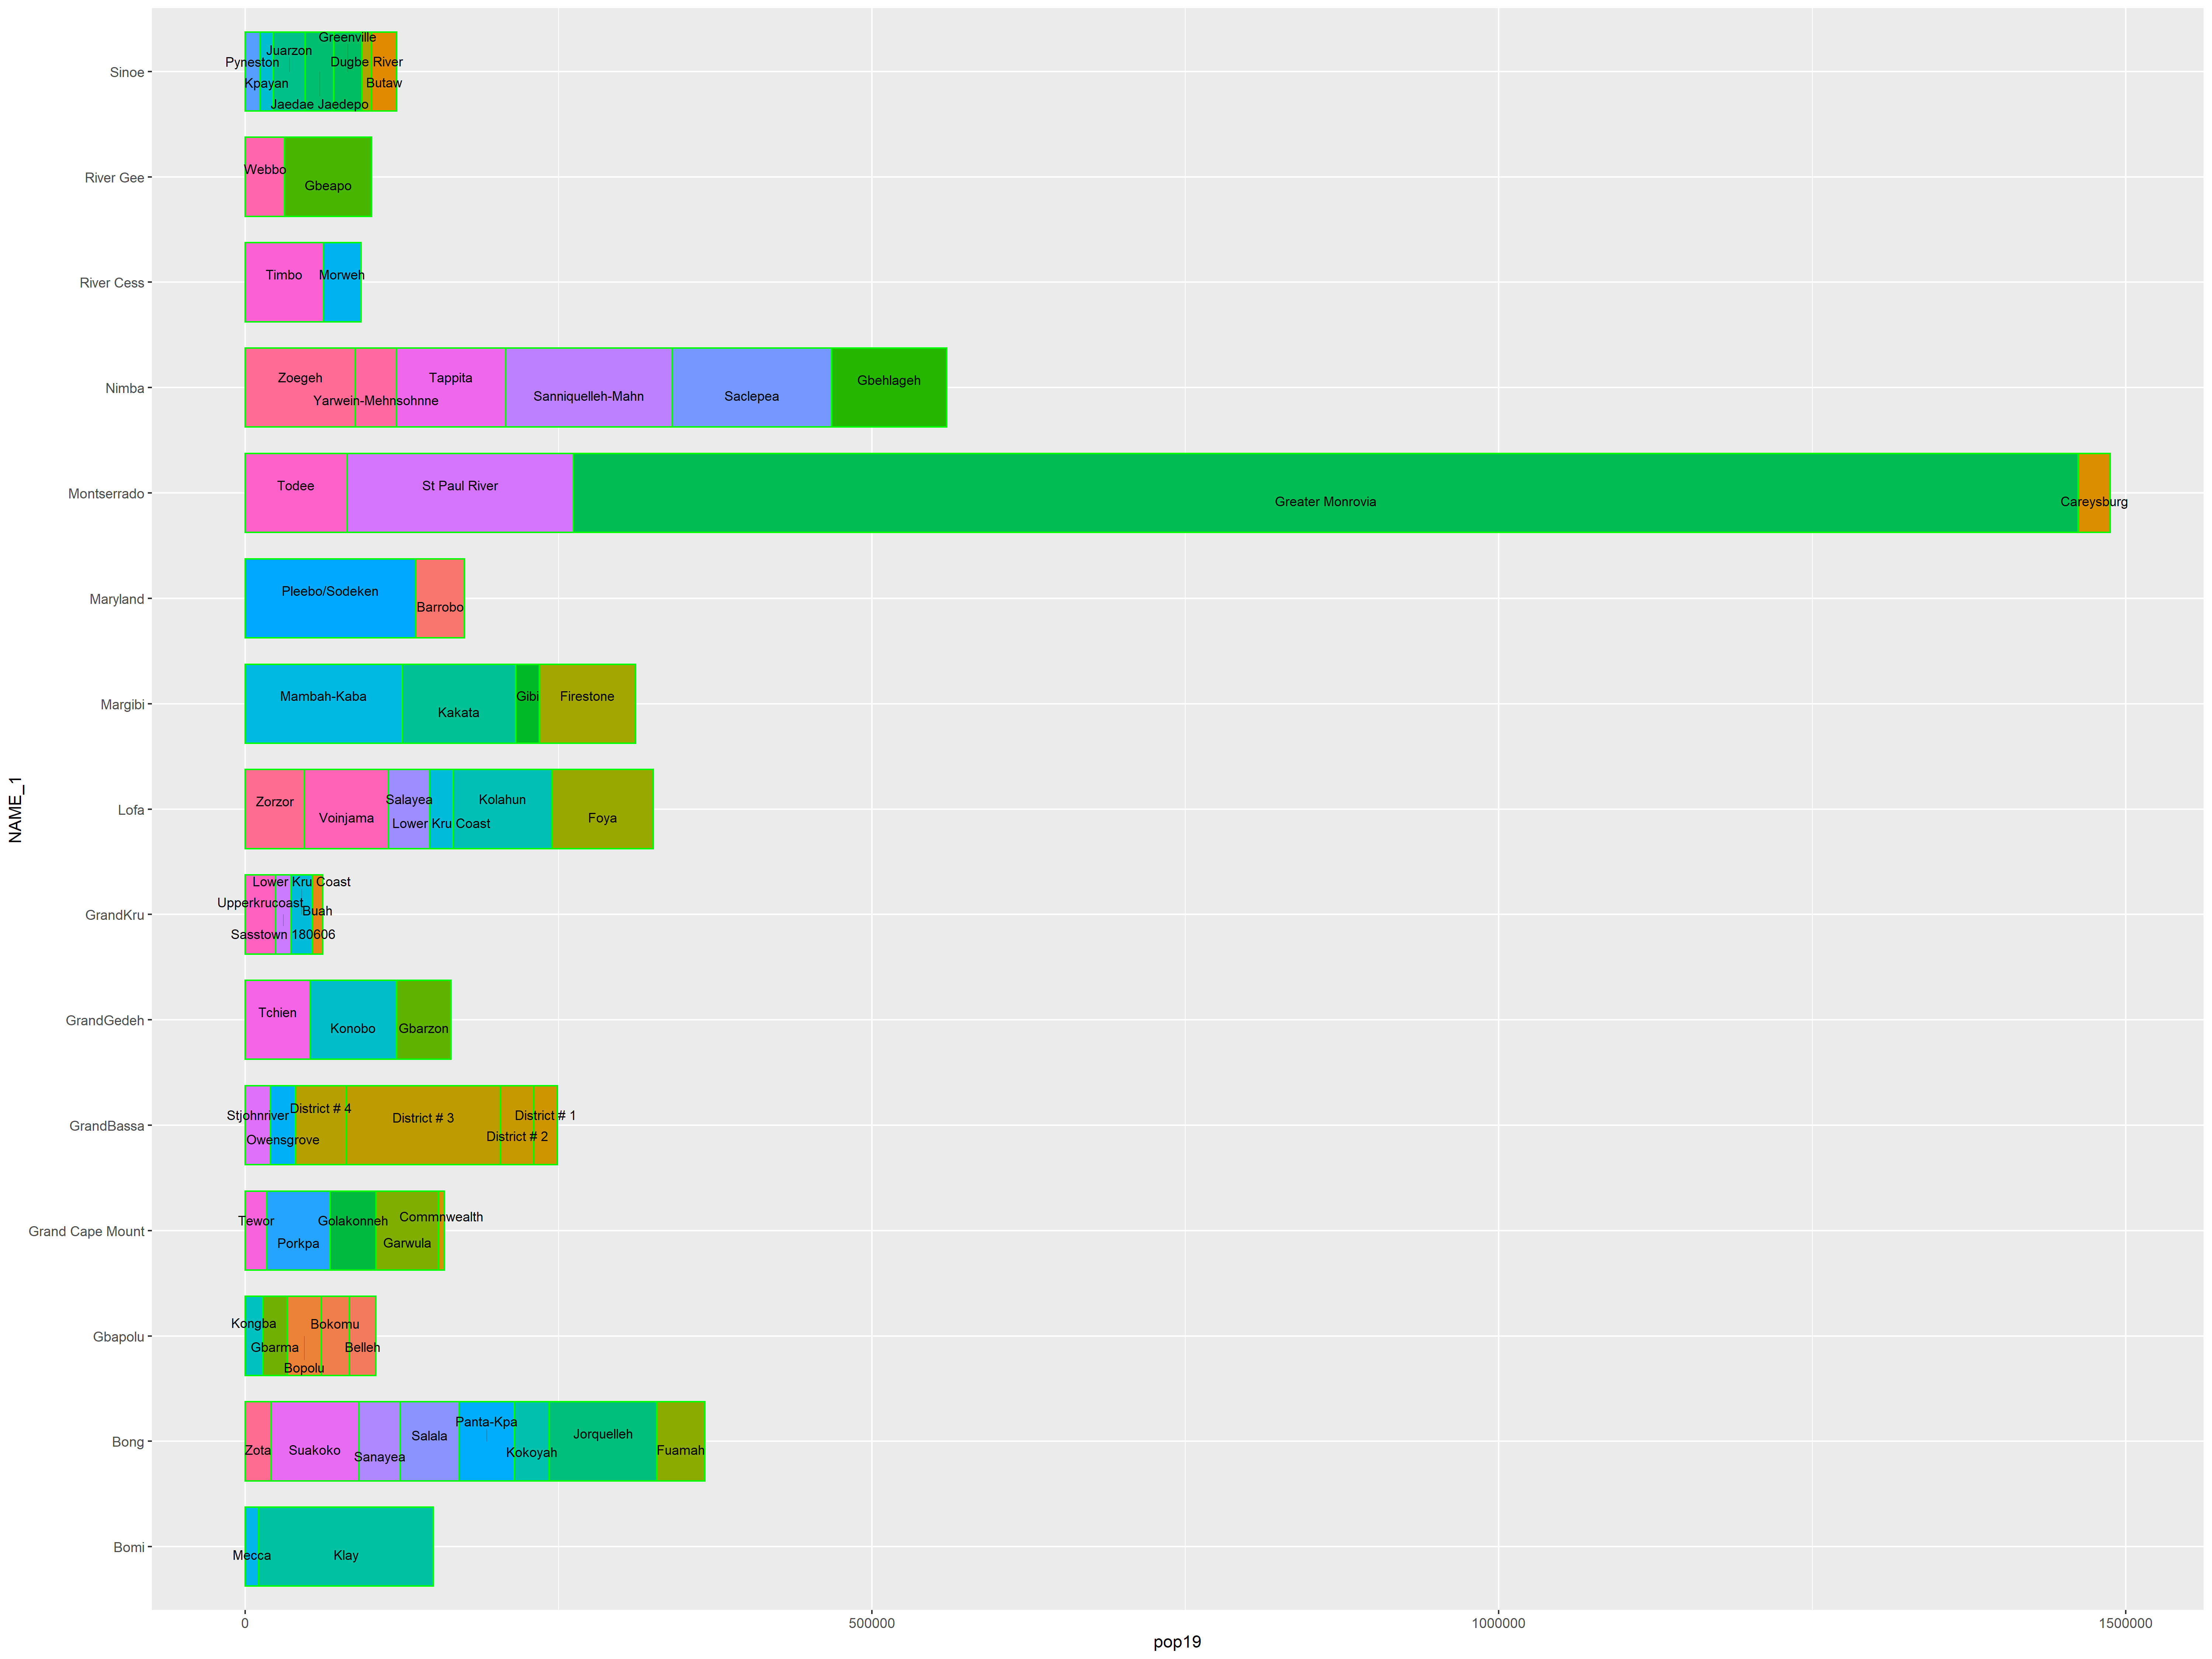 Sinoe
Greenville
Juarzon
Pyneston
Dugbe River
Kpayan
Butaw
Jaedae Jaedepo
River Gee
Webbo
Gbeapo
River Cess
Timbo
Morweh
Nimba
Zoegeh
Tappita
Gbehlageh
Yarwein-Mehnsohnne
Sanniquelleh-Mahn
Saclepea
Montserrado
Todee
St Paul River
Greater Monrovia
Careysburg
Maryland
Pleebo/Sodeken
Barrobo
Margibi
Mambah-Kaba
Kakata
Gibi
Firestone
Lofa
Zorzor
Voinjama
Salayea
Lower Kru Coast
Kolahun
Foya
GrandKru
Lower Kru Coast
Upperkrucoast
Buah
Sasstown 180606
GrandGedeh
Tchien
Konobo
Gbarzon
GrandBassa
Stjohnriver
Owensgrove
District # 4
District # 3
District # 2
District # 1
Grand Cape Mount
Tewor
Porkpa
Golakonneh
Garwula
Commnwealth
Gbapolu
Kongba
Gbarma
Bopolu
Bokomu
Belleh
Bong
Zota
Suakoko
Sanayea
Salala
Panta-Kpa
Kokoyah
Jorquelleh
Fuamah
Bomi
Mecca
Klay
NAME_1
0
500000
1000000
1500000
pop19